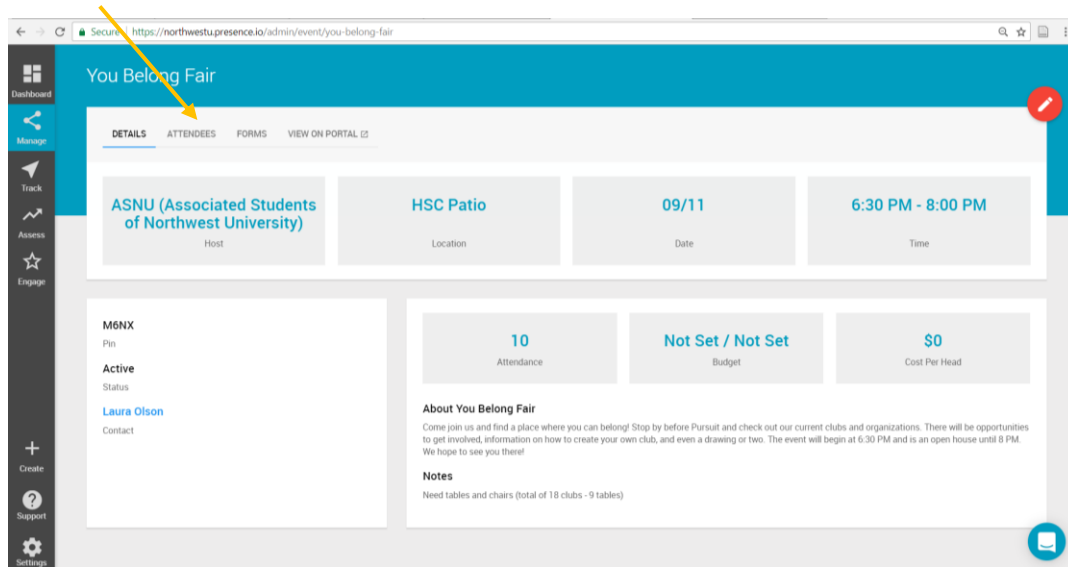 Secure | https://northwestu.presence.io/admin/event/you-belong-fair
Dashboard
Manage
Track
Assess
Engage
Create
Support
Settings
You Belong Fair
DETAILS ATTENDEES FORMS VIEW ON PORTAL
ASNU (Associated Students
of Northwest University)
Host
HSC Patio
Location
09/11
Date
6:30 PM - 8:00 PM
Time
M6NX
Pin
Active
Status
Laura Olson
Contact
10
Attendance
Not Set / Not Set
Budget
$0
Cost Per Head
About You Belong Fair
Come join us and find a place where you can belong! Stop by before Pursuit and check out our current clubs and organizations. There will be opportunities
to get involved, information on how to create your own club, and even a drawing or two. The event will begin at 6:30 PM and is an open house until 8 PM.
We hope to see you there!
Notes
Need tables and chairs (total of 18 clubs - 9 tables)